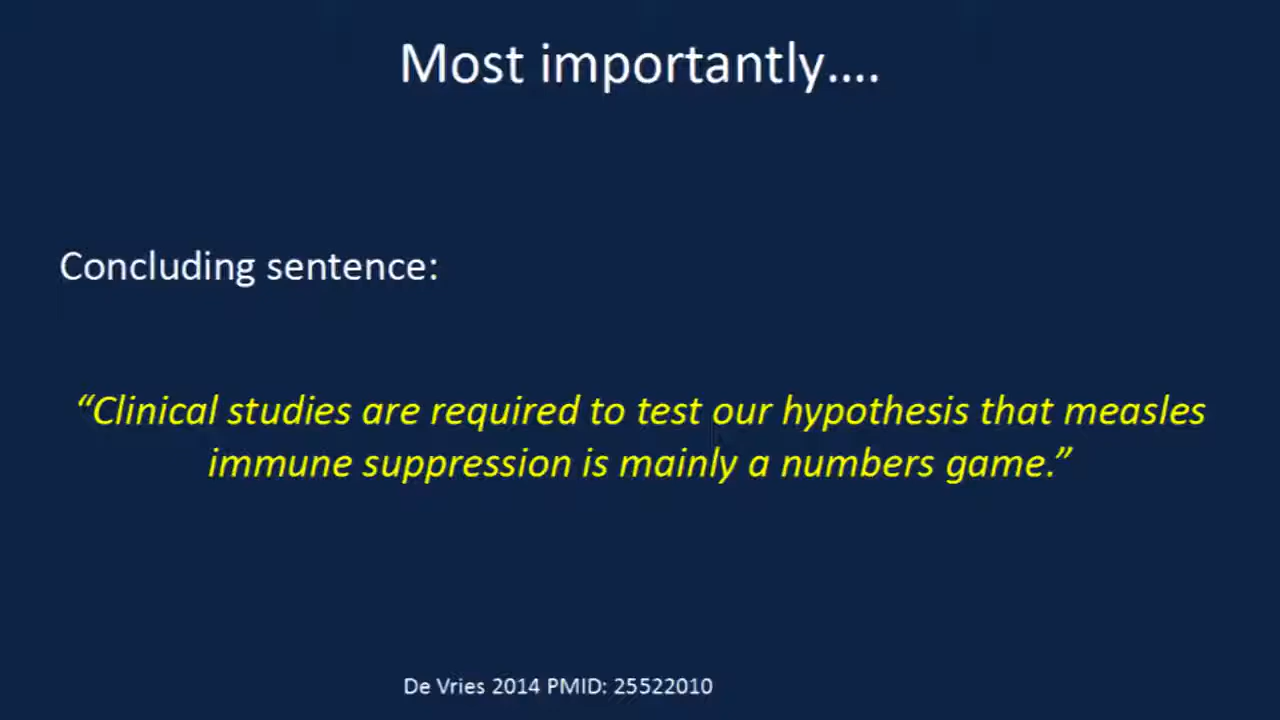 Most importantly....
Concluding sentence:
“Clinical studies are required to test our hypothesis that measles
immune suppression is mainly a numbers game.”
De Vries 2014 PMID: 25522010